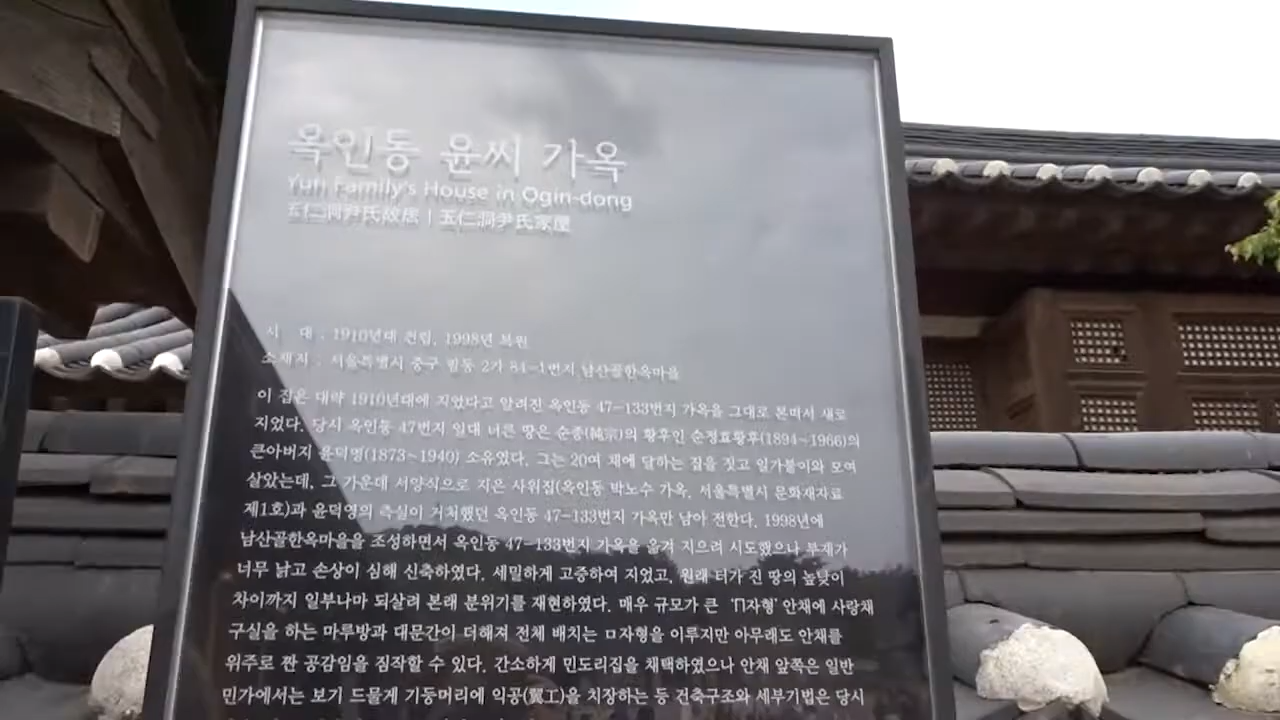 옥인동 윤씨 가옥
Yun Family's House in Ogin-dong
玉仁洞尹氏故居 | 玉仁洞尹氏家屋
시 대 : 1910년대 건립, 1998년 복원
소재지 : 서울특별시 중구 필동 2가 84-1번지 남산골한옥마을
이 집은 대략 1910년대에 지었다고 알려진 옥인동 47-133번지 가옥을 그대로 본떠서 새로
지었다. 당시 옥인동 47번지 일대 너른 땅은 순종(純宗)의 황후인 순정효황후(1894~1966)의
큰아버지 윤덕영(1873~1940) 소유였다. 그는 20여 채에 달하는 집을 짓고 일가붙이와 모여
살았는데, 그 가운데 서양식으로 지은 사위집(옥인동 박노수 가옥, 서울특별시 문화재자료
제1호)과 윤덕영의 측실이 거처했던 옥인동 47-133번지 가옥만 남아 전한다. 1998년에
남산골한옥마을을 조성하면서 옥인동 47-133번지 가옥을 옮겨 지으려 시도했으나 부재가
너무 낡고 손상이 심해 신축하였다. 세밀하게 고증하여 지었고, 원래 터가 진 땅의 높낮이
차이까지 일부나마 되살려 본래 분위기를 재현하였다. 매우 규모가 큰 ‘ㄇ자형’ 안채에 사랑채
구실을 하는 마루방과 대문간이 더해져 전체 배치는 ㅁ자형을 이루지만 아무래도 안채를
위주로 짠 공감임을 짐작할 수 있다. 간소하게 민도리집을 채택하였으나 안채 앞쪽은 일반
민가에서는 보기 드물게 기둥머리에 익공(翼工)을 치장하는 등 건축구조와 세부기법은 당시